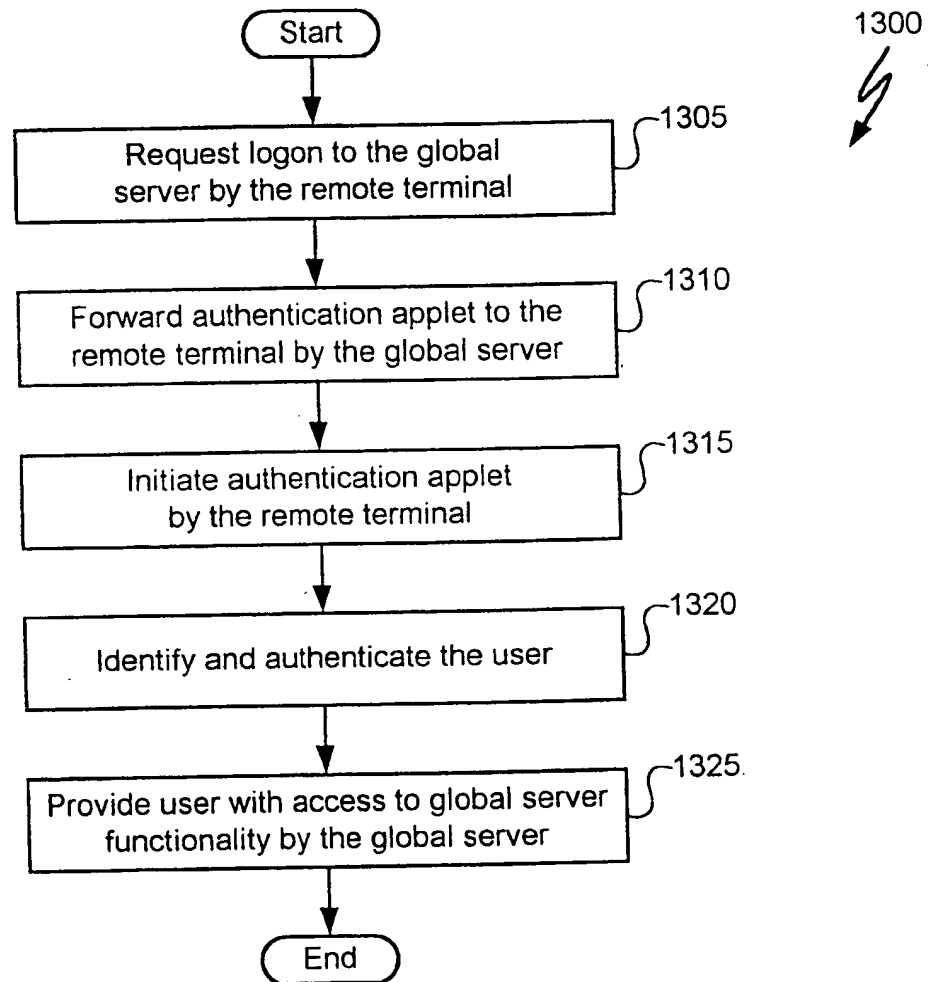 Start
1300
Request logon to the global
server by the remote terminal
1305
Forward authentication applet to the
remote terminal by the global server
1310
Initiate authentication applet
by the remote terminal
1315
Identify and authenticate the user
1320
Provide user with access to global server
functionality by the global server
1325
End